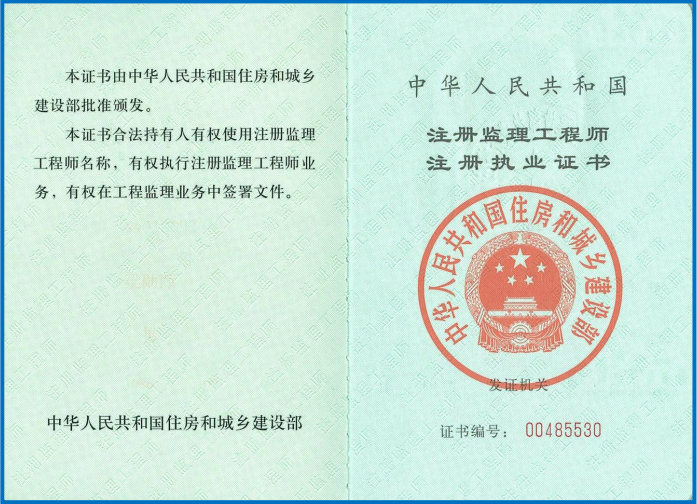 本证书由中华人民共和国住房和城乡
建设部批准颁发。
本证书合法持有人有权使用注册监理
工程师名称，有权执行注册监理工程师业
务，有权在工程监理业务中签署文件。
中华人民共和国住房和城乡建设部
中华人民共和国
注册监理工程师
注册执业证书
中华人民共和国住房和城乡建设部
发证机关
证书编号：00485530